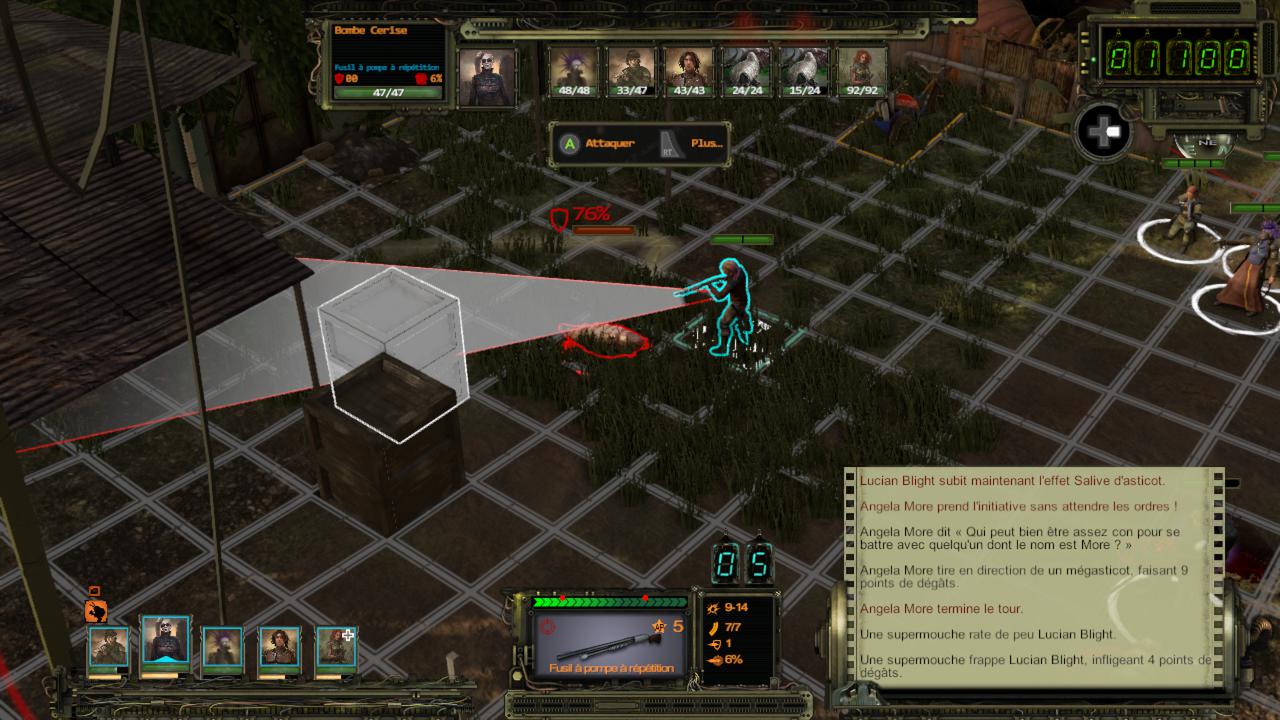 Bombe Cerise
Fusil à pompe à répétition
00 6%
47/47
48/48 33/47 43/43 24/24 15/24 92/92
01100
A Attaquer RT Plus...
NE
76%
Lucian Blight subit maintenant l'effet Salive d'asticot.
Angela More prend l'initiative sans attendre les ordres !
Angela More dit « Qui peut bien être assez con pour se
battre avec quelqu'un dont le nom est More ? »
Angela More tire en direction de un mégasticot, faisant 9
points de dégâts.
Angela More termine le tour.
Une supermouche rate de peu Lucian Blight.
Une supermouche frappe Lucian Blight, infligeant 4 points de
dégâts.
05
AP 5
Fusil à pompe à répétition
9-14
7/7
1
6%